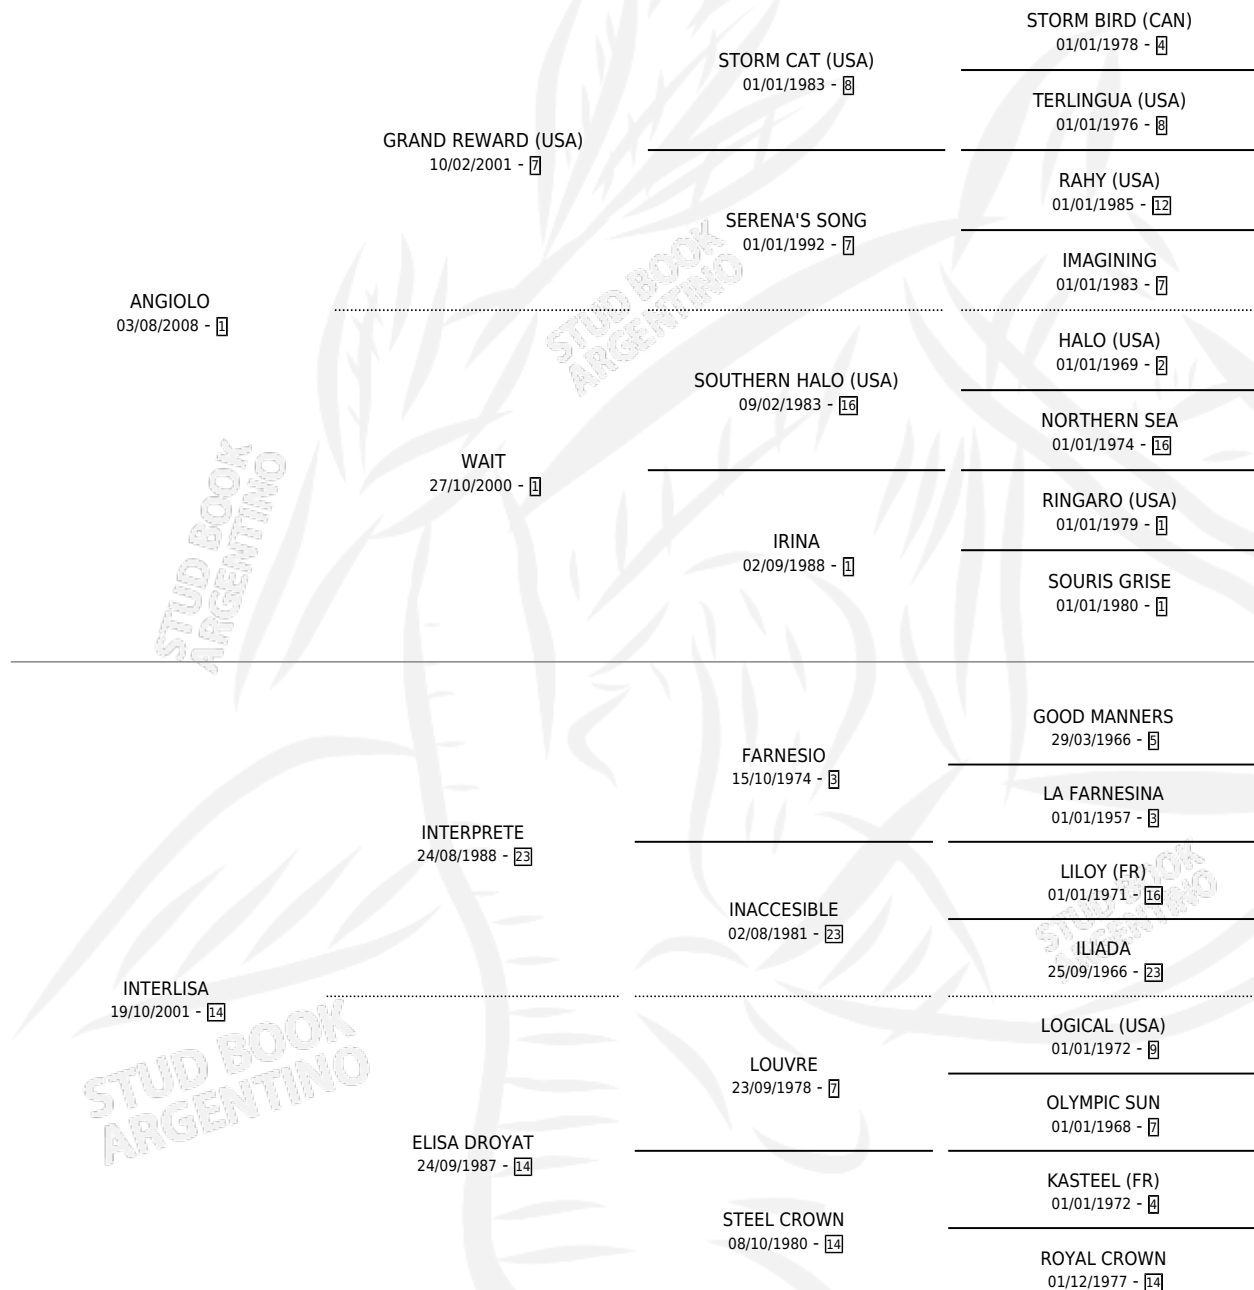 STORM BIRD (CAN)
01/01/1978 - 4
STORM CAT (USA)
01/01/1983 - 8
TERLINGUA (USA)
01/01/1976 - 8
GRAND REWARD (USA)
10/02/2001 - 7
RAHY (USA)
01/01/1985 - 12
SERENA'S SONG
01/01/1992 - 7
IMAGINING
01/01/1983 - 7
ANGIOLO
03/08/2008 - 1
HALO (USA)
01/01/1969 - 2
SOUTHERN HALO (USA)
09/02/1983 - 16
NORTHERN SEA
01/01/1974 - 16
WAIT
27/10/2000 - 1
RINGARO (USA)
01/01/1979 - 1
IRINA
02/09/1988 - 1
SOURIS GRISE
01/01/1980 - 1
GOOD MANNERS
29/03/1966 - 5
FARNESIO
15/10/1974 - 3
LA FARNESINA
01/01/1957 - 3
INTERPRETE
24/08/1988 - 23
LILOY (FR)
01/01/1971 - 16
INACCESIBLE
02/08/1981 - 23
ILIADA
25/09/1966 - 23
INTERLISA
19/10/2001 - 14
LOGICAL (USA)
01/01/1972 - 9
LOUVRE
23/09/1978 - 7
OLYMPIC SUN
01/01/1968 - 7
ELISA DROYAT
24/09/1987 - 14
KASTEEL (FR)
01/01/1972 - 4
STEEL CROWN
08/10/1980 - 14
ROYAL CROWN
01/12/1977 - 14
STUD BOOK
ARGENTINO
STUD BOOK
ARGENTINO
STUD BOOK
ARGENTINO
STUD BOOK
ARGENTINO